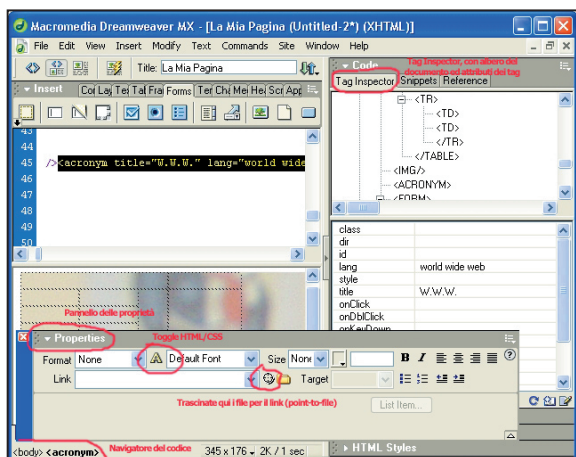 Macromedia Dreamweaver MX - [La Mia Pagina (Untitled-2*) (XHTML)]
File Edit View Insert Modify Text Commands Site Window Help
Title: La Mia Pagina
Code
Tag Inspector, con albero del documento ed attributi dei tag
Insert Forms
Tag Inspector Snippets Reference
<TR>
<TD>
<TD>
</TR>
</TABLE>
<IMG/>
<ACRONYM>
<FORM>
43
44
45 /><acronym title="W.W.W." lang="world wide
46
47
48
49
50
class
dir
id
lang world wide web
style
title W.W.W.
onClick
onDblClick
onKeyDown
Pannello delle proprietà
Properties
Toggle HTML/CSS
Format None Default Font Size None B I
Link Target
Trascinate qui i file per il link (point-to-file)
List Item...
<body> <acronym>
Navigatore del codice
345 x 176 2K / 1 sec
HTML Styles